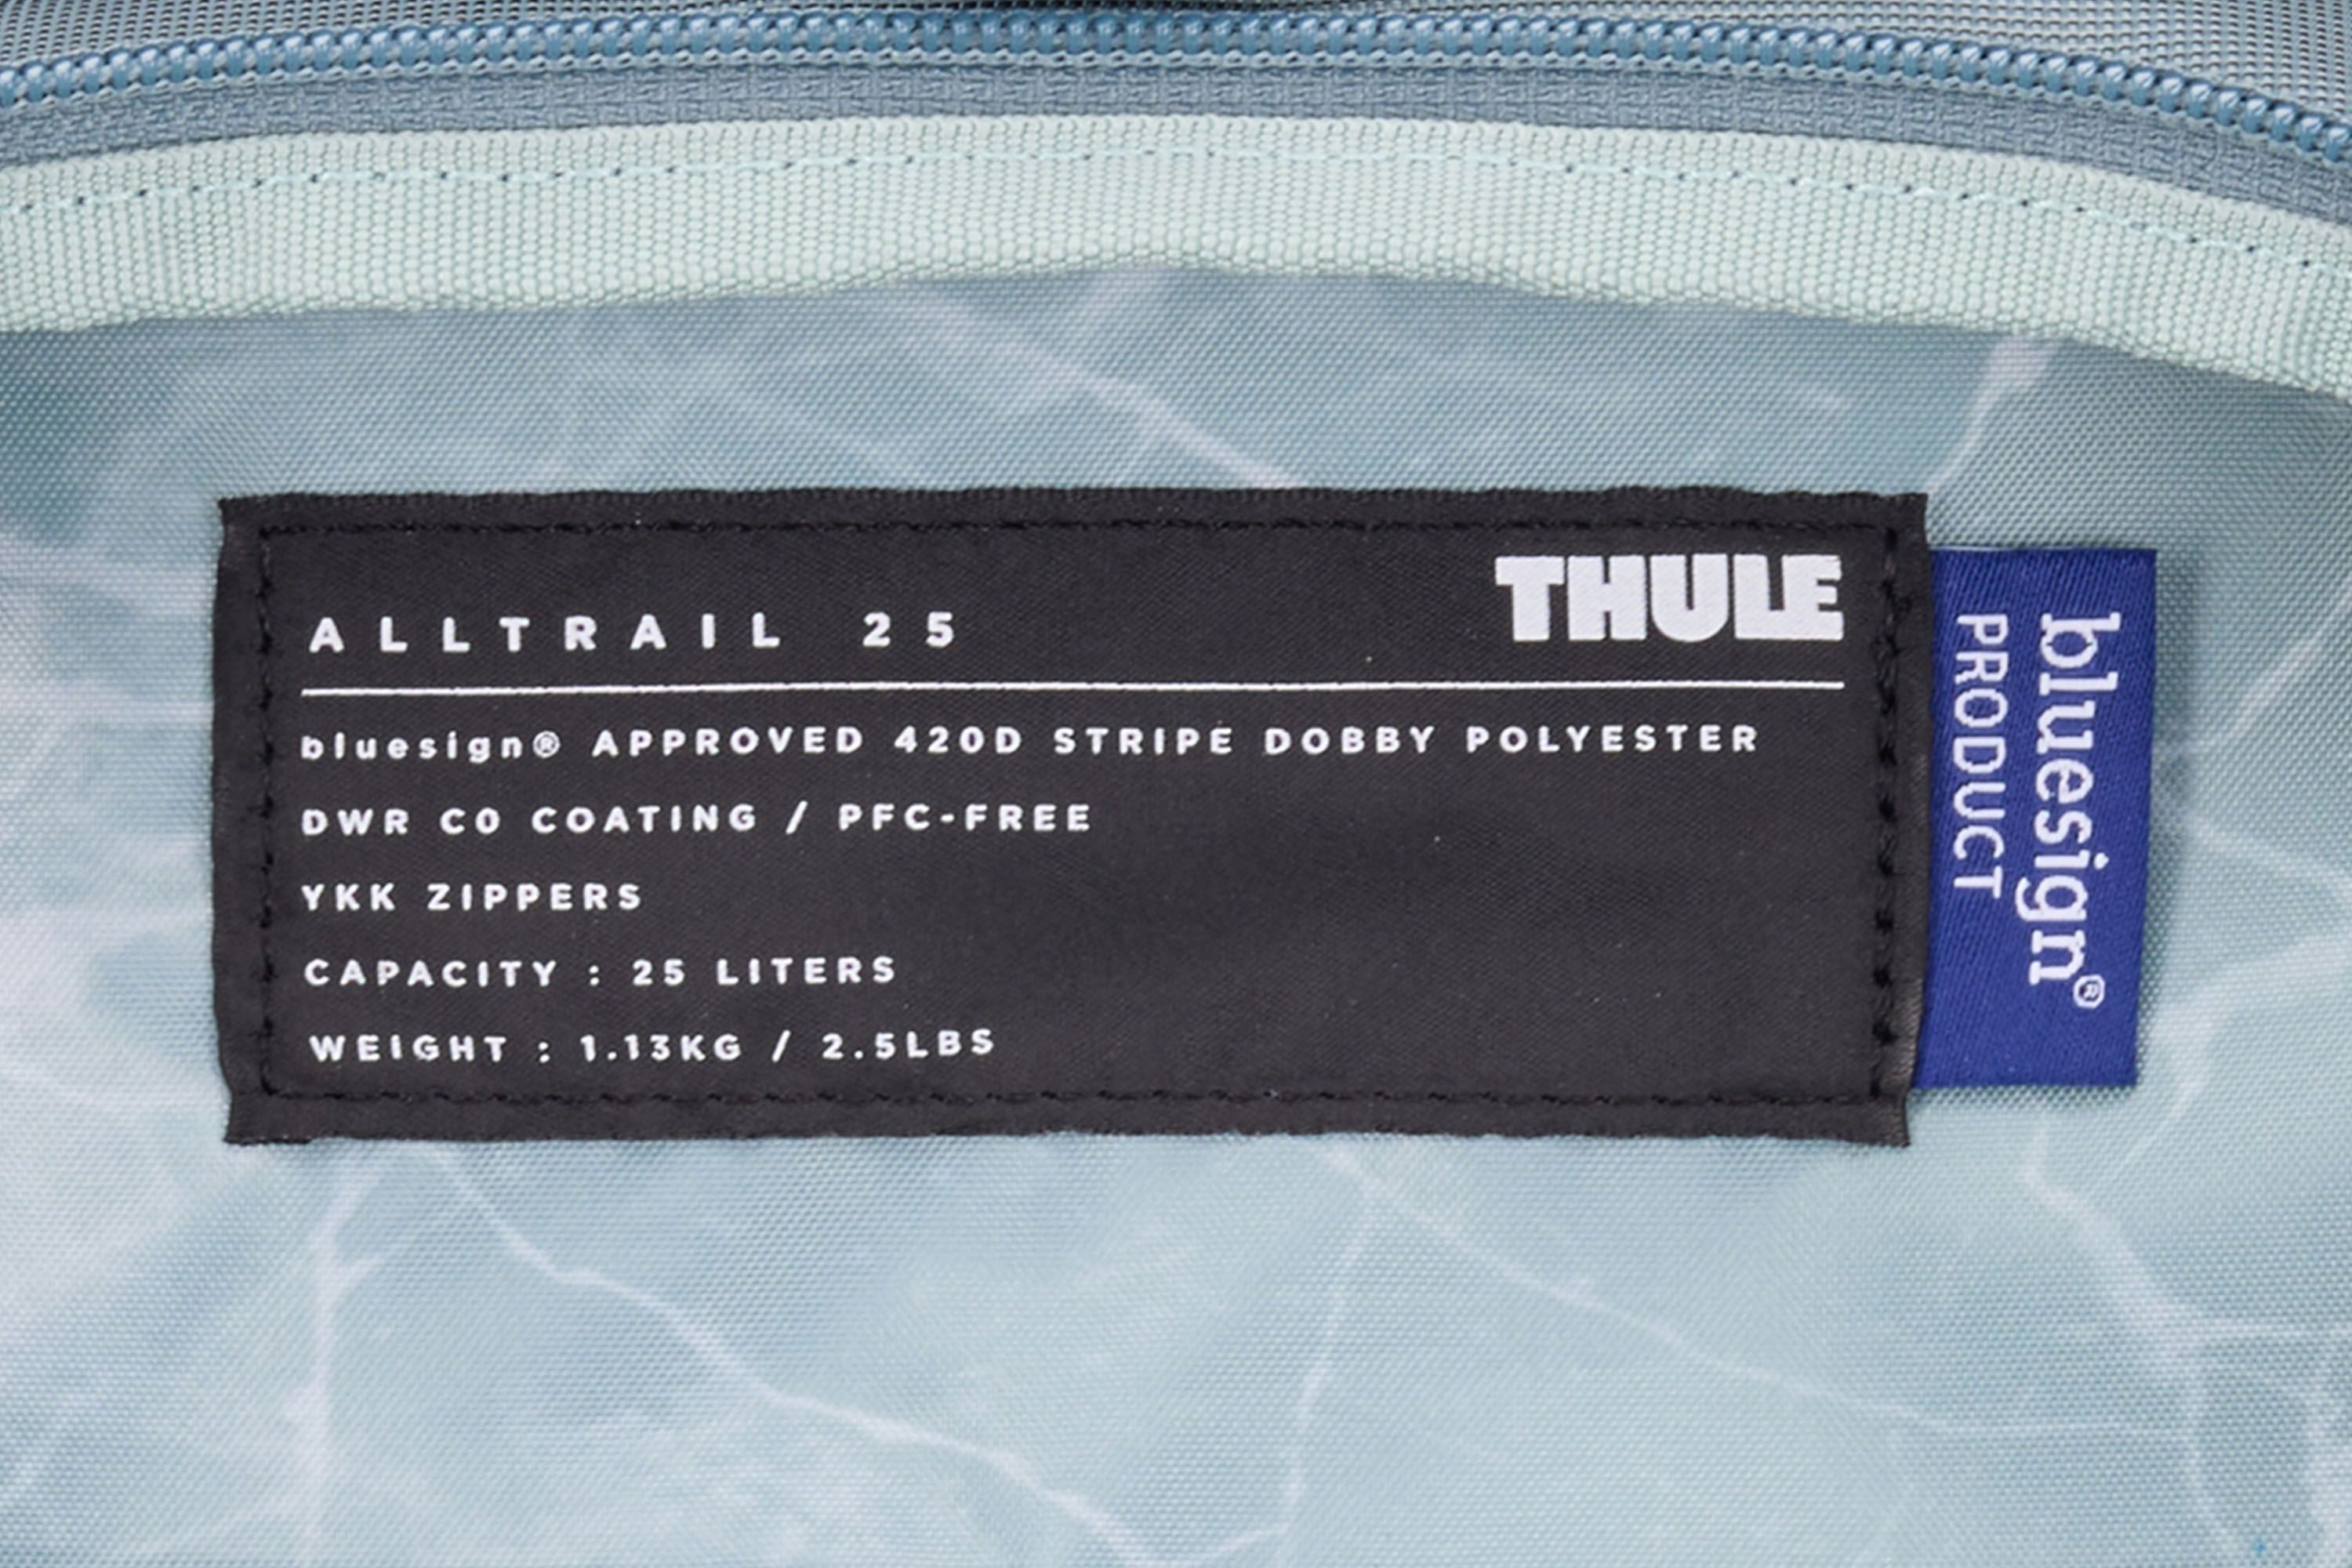 ALLTRAIL 25
THULE
bluesign® APPROVED 420D STRIPE DOBBY POLYESTER
DWR C0 COATING / PFC-FREE
YKK ZIPPERS
CAPACITY : 25 LITERS
WEIGHT : 1.13KG / 2.5LBS
bluesign®
PRODUCT